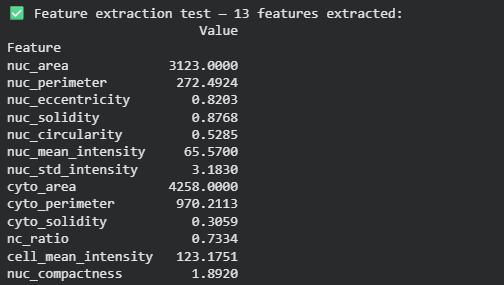 ✅ Feature extraction test — 13 features extracted:
Value
Feature
nuc_area 3123.0000
nuc_perimeter 272.4924
nuc_eccentricity 0.8203
nuc_solidity 0.8768
nuc_circularity 0.5285
nuc_mean_intensity 65.5700
nuc_std_intensity 3.1830
cyto_area 4258.0000
cyto_perimeter 970.2113
cyto_solidity 0.3059
nc_ratio 0.7334
cell_mean_intensity 123.1751
nuc_compactness 1.8920